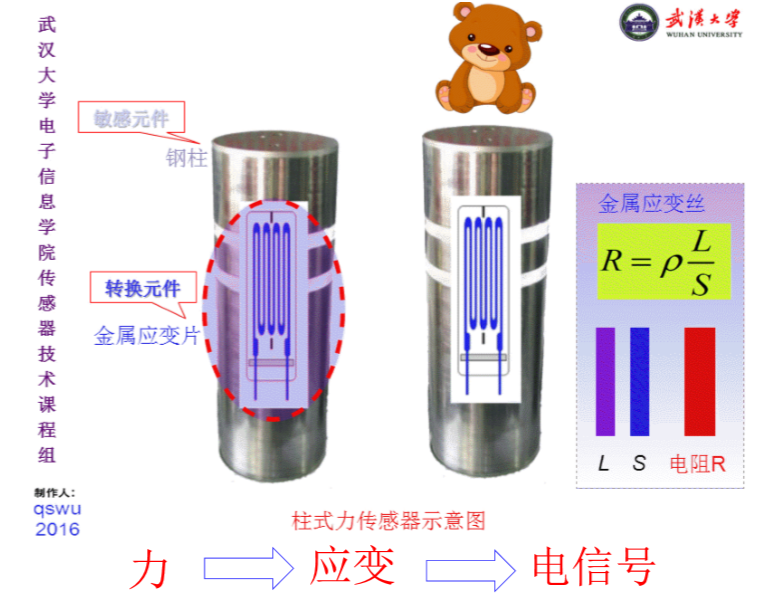 武汉大学电子信息学院传感器技术课程组
制作人：
qswu
2016
武汉大学
WUHAN UNIVERSITY
敏感元件
钢柱
转换元件
金属应变片
金属应变丝
R = ρ L/S
L S 电阻R
柱式力传感器示意图
力 应变 电信号